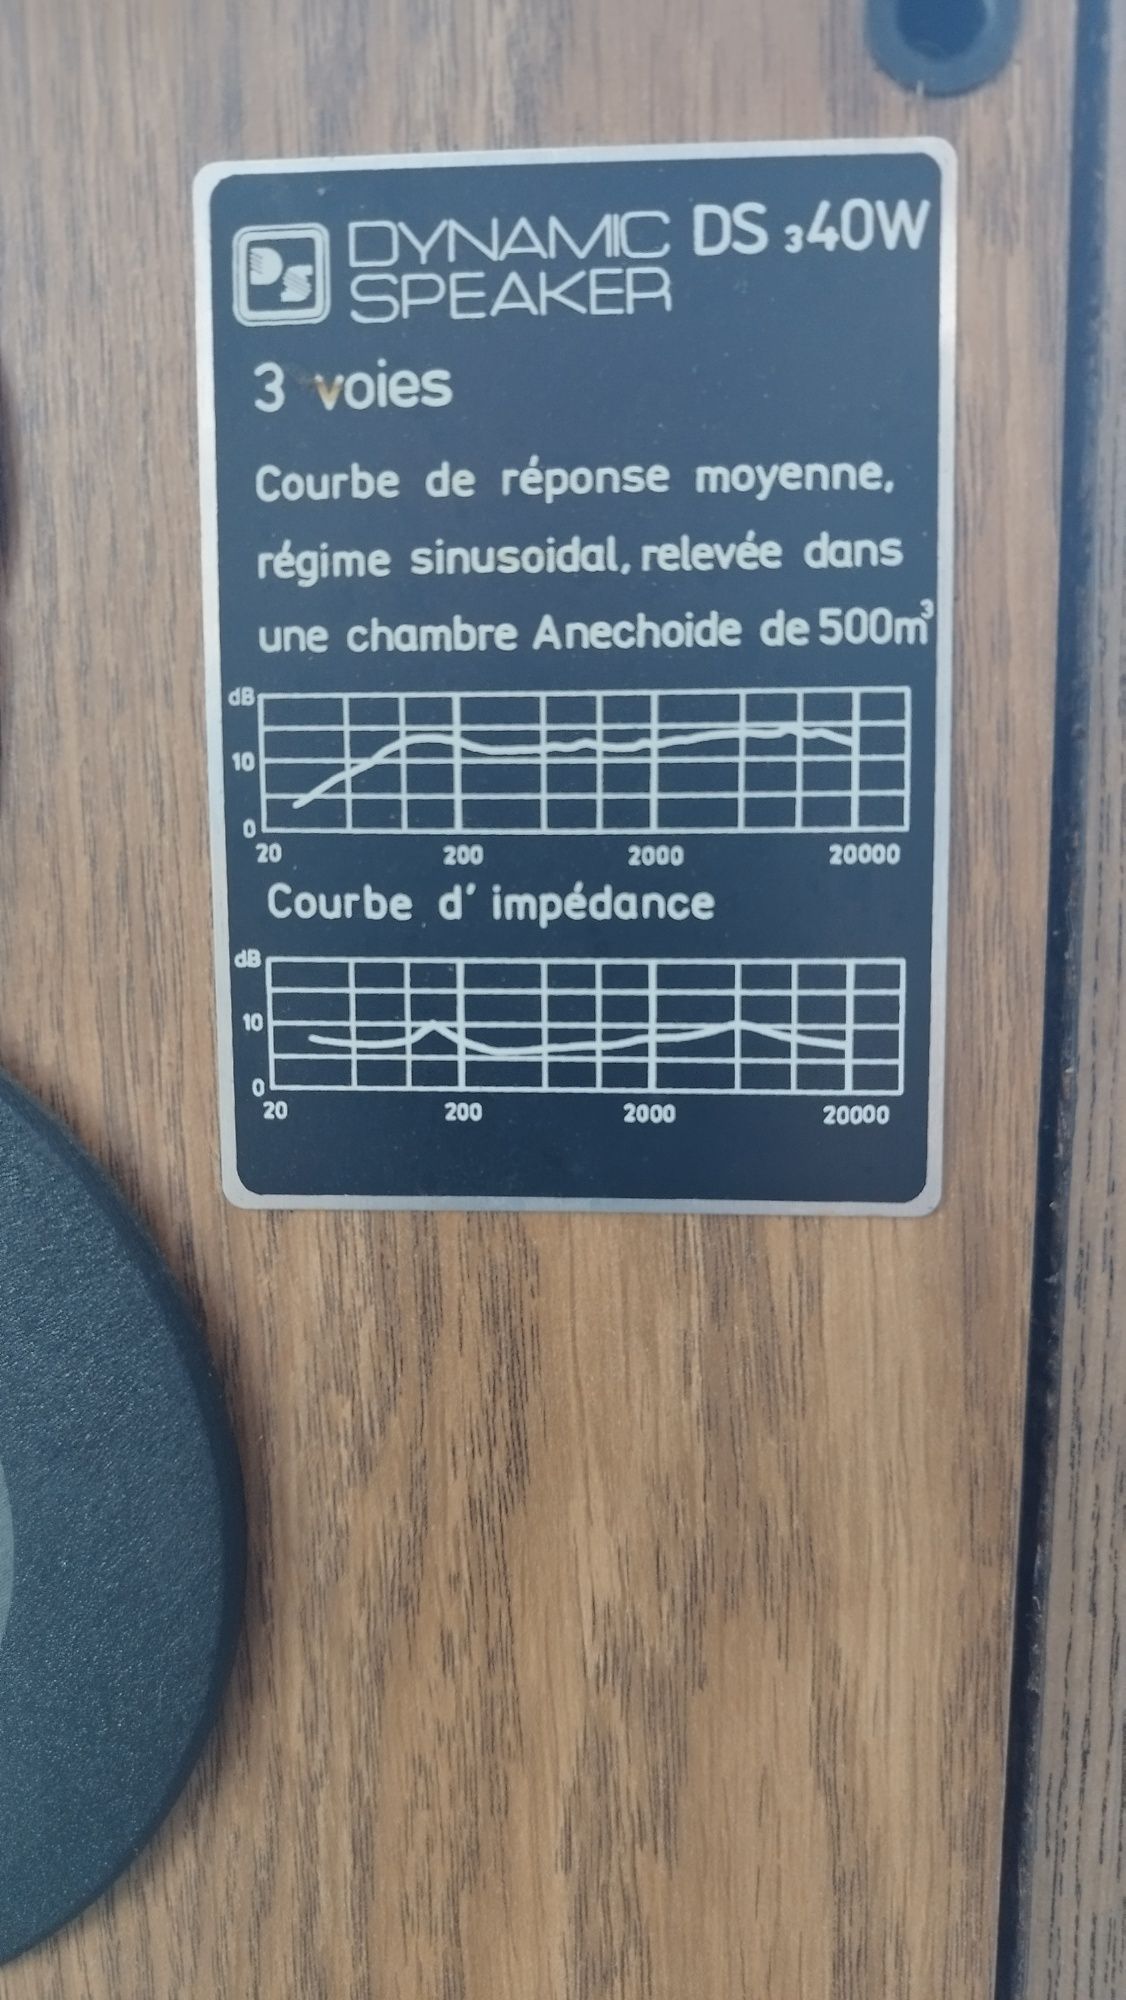 DS DYNAMIC SPEAKER DS 340W
3 voies
Courbe de réponse moyenne,
régime sinusoidal, relevée dans
une chambre Anechoide de 500m³
dB
10
0
20 200 2000 20000
Courbe d' impédance
dB
10
0
20 200 2000 20000